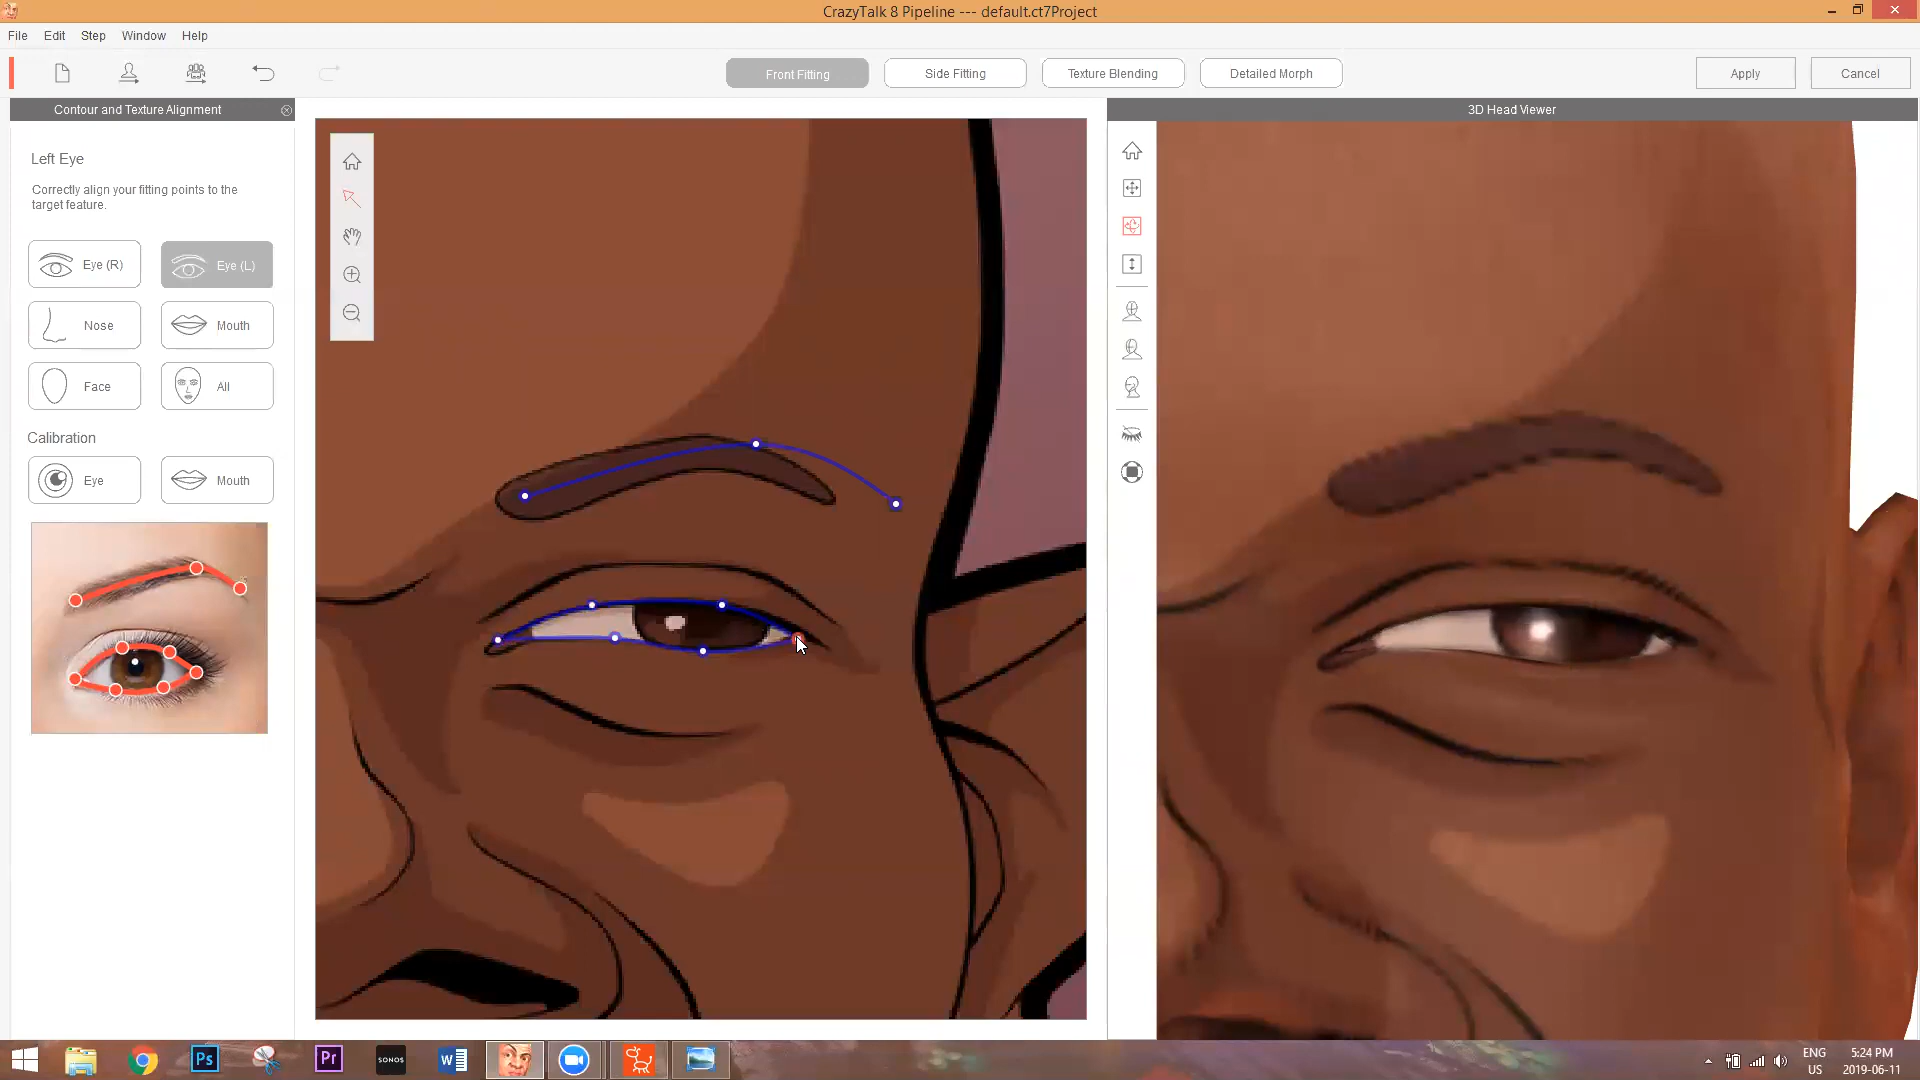 CrazyTalk 8 Pipeline --- default.ct7Project
File Edit Step Window Help
Front Fitting Side Fitting Texture Blending Detailed Morph Apply Cancel
Contour and Texture Alignment
3D Head Viewer
Left Eye
Correctly align your fitting points to the
target feature.
Eye (R) Eye (L)
Nose Mouth
Face All
Calibration
Eye Mouth
Ps Pr SONOS W
ENG 5:24 PM
US 2019-06-11